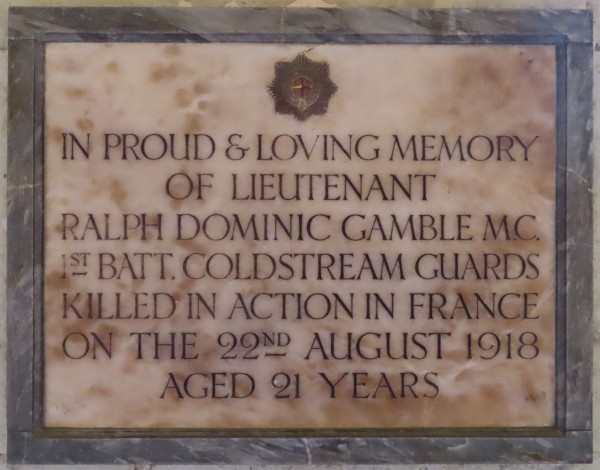 IN PROUD & LOVING MEMORY
OF LIEUTENANT
RALPH DOMINIC GAMBLE M.C.
1ST BATT. COLDSTREAM GUARDS
KILLED IN ACTION IN FRANCE
ON THE 22ND AUGUST 1918
AGED 21 YEARS